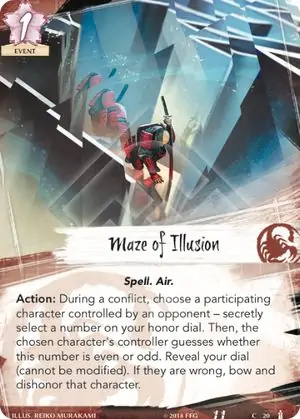 1
EVENT
Maze of Illusion
Spell. Air.
Action: During a conflict, choose a participating
character controlled by an opponent – secretly
select a number on your honor dial. Then, the
chosen character's controller guesses whether
this number is even or odd. Reveal your dial
(cannot be modified). If they are wrong, bow and
dishonor that character.
ILLUS. REIKO MURAKAMI
©2018 FFG
C 20